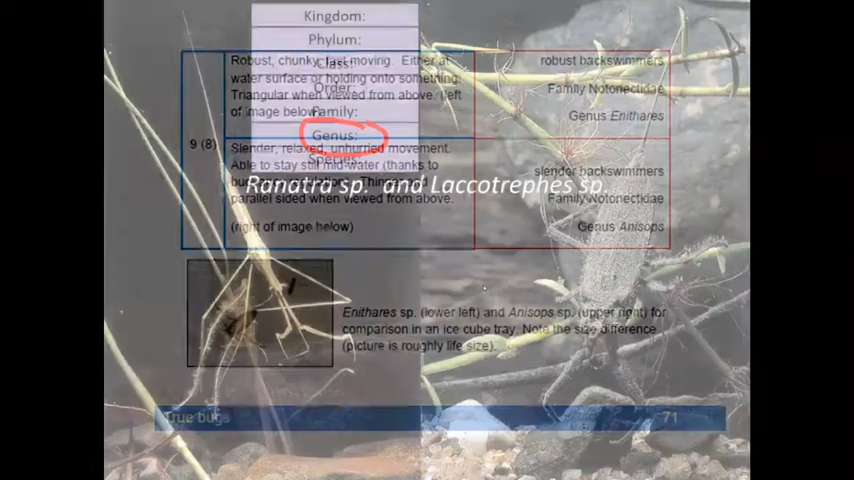 Kingdom:
Phylum:
Class:
Order:
Family:
Genus:
Species:
Robust, chunky, fast moving. Either at
water surface or holding onto something.
Triangular when viewed from above. (left
of image below)
robust backswimmers
Family Notonectidae
Genus Enithares
9 (8)
Slender, relaxed, unhurried movement.
Able to stay still mid-water (thanks to
parallel sided when viewed from above.
(right of image below)
slender backswimmers
Family Notonectidae
Genus Anisops
Ranatra sp. and Laccotrephes sp.
Enithares sp. (lower left) and Anisops sp. (upper right) for
comparison in an ice cube tray. Note the size difference
(picture is roughly life size).
True bugs
71